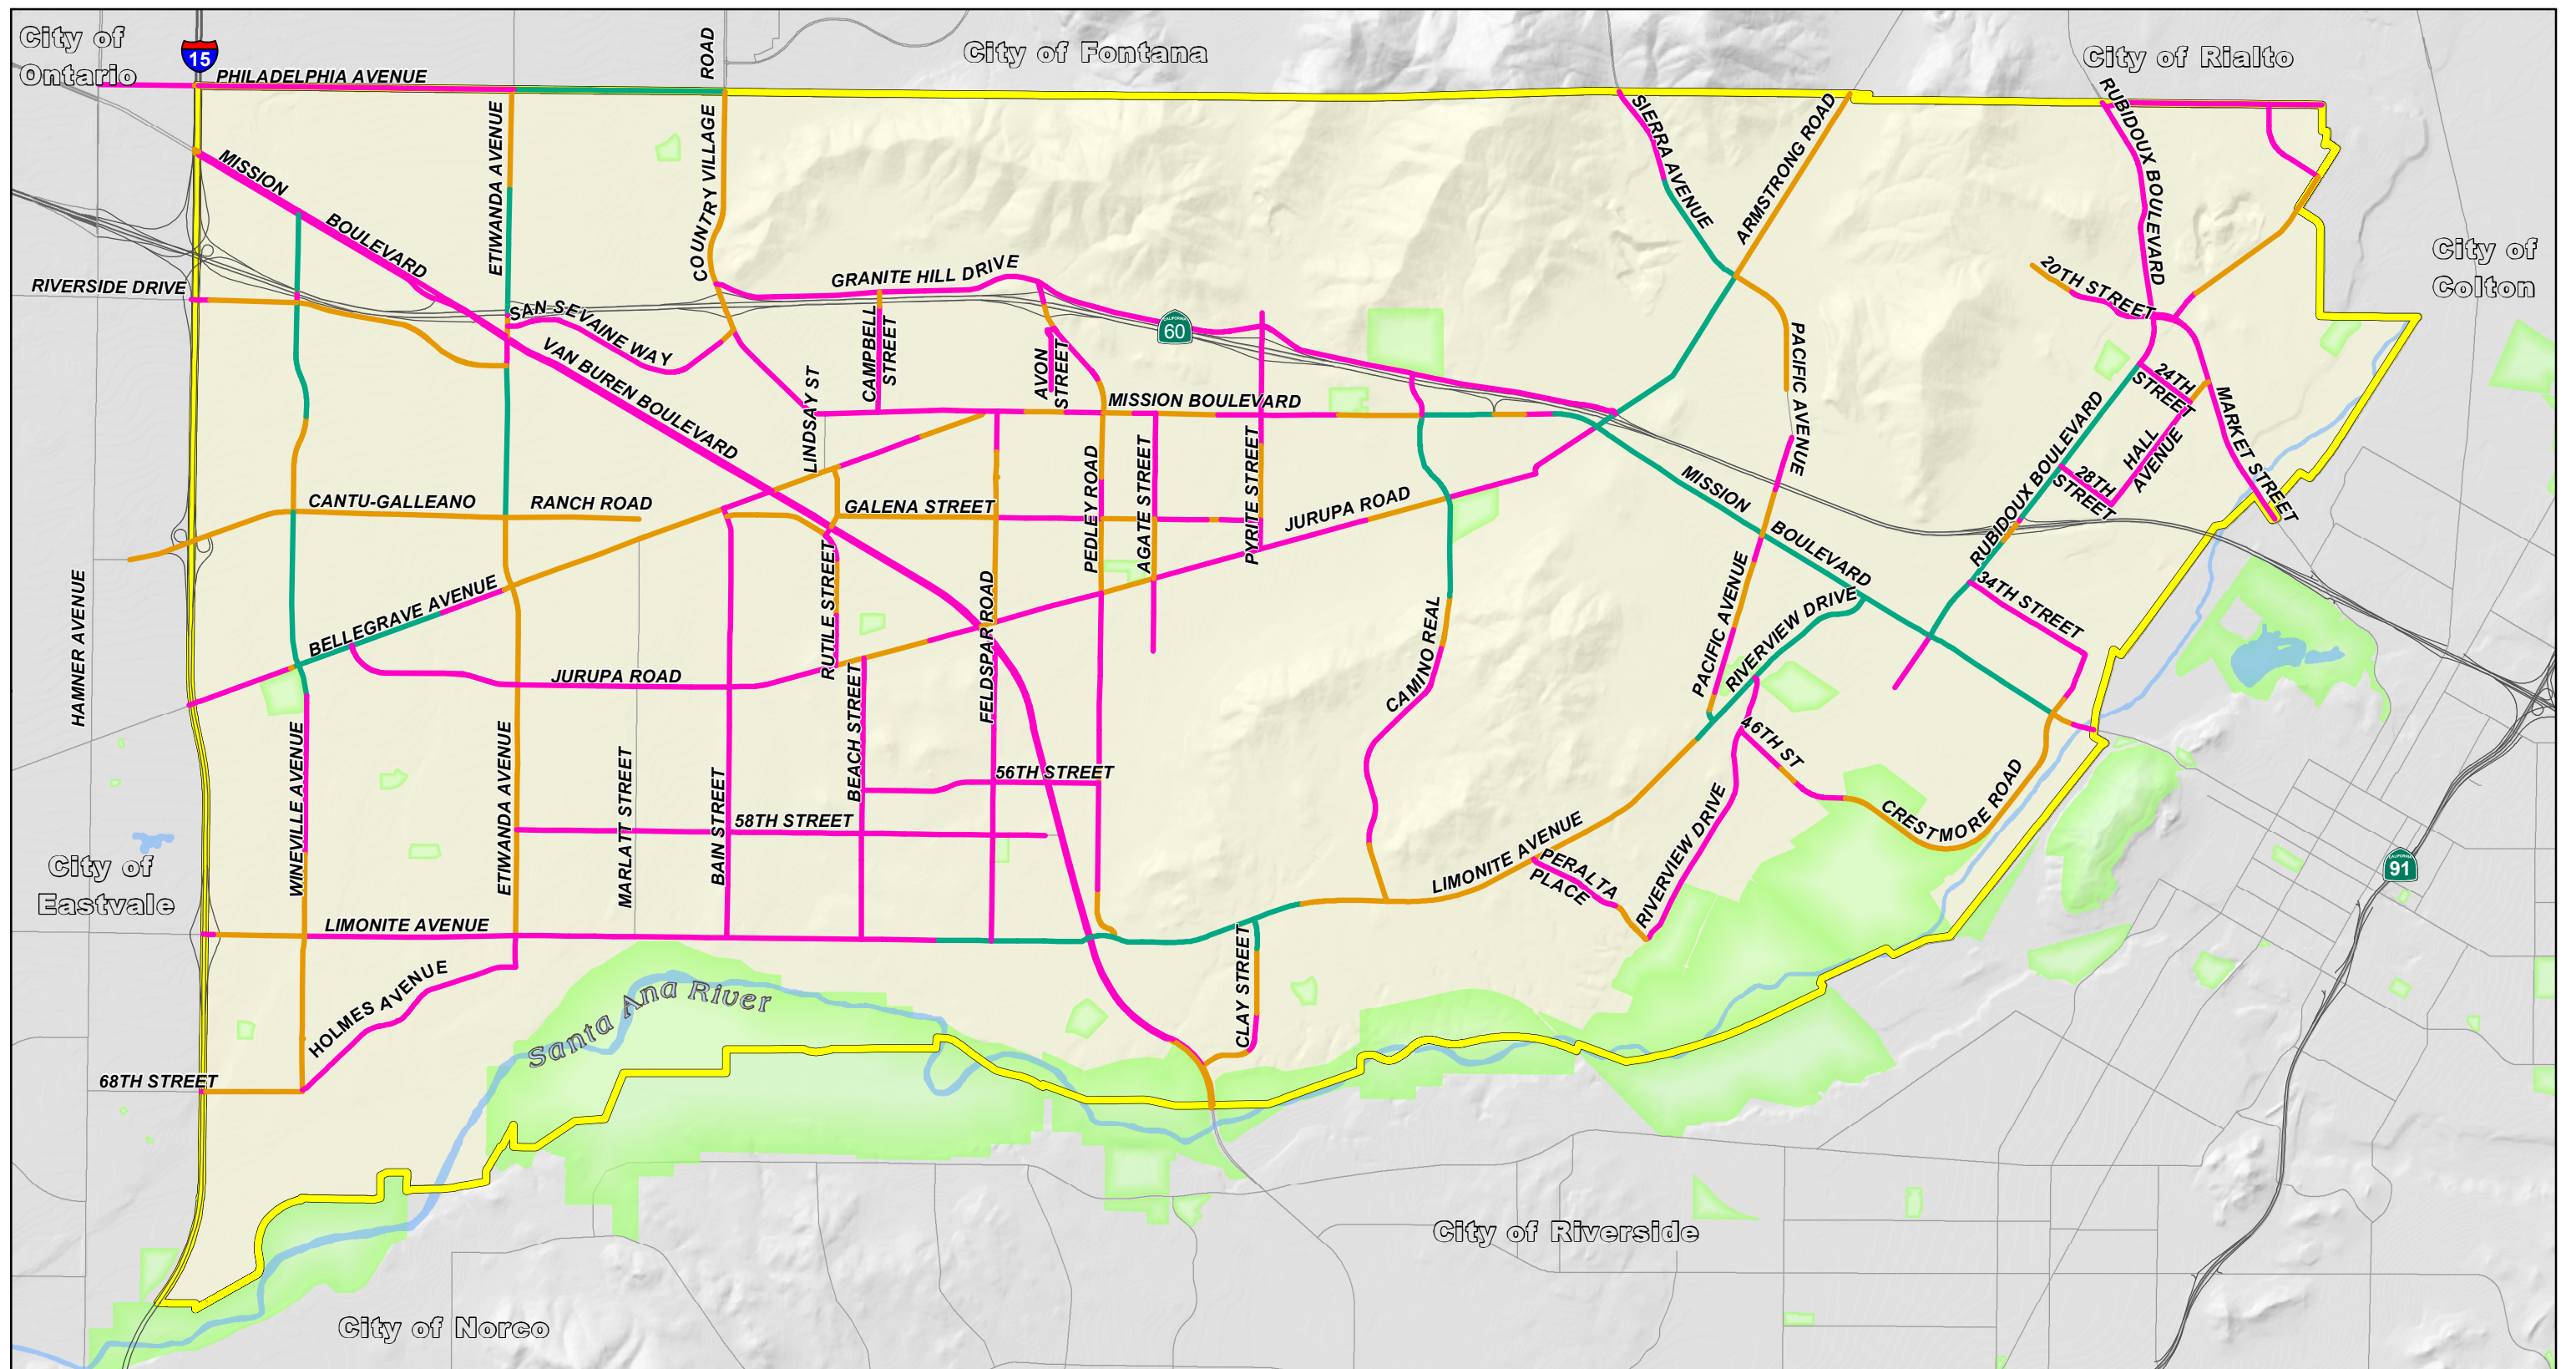 City of
Ontario
15
PHILADELPHIA AVENUE
ROAD
City of Fontana
City of Rialto
MISSION
BOULEVARD
ETIWANDA AVENUE
COUNTRY VILLAGE
SIERRA AVENUE
ARMSTRONG ROAD
RUBIDOUX BOULEVARD
City of
Colton
RIVERSIDE DRIVE
GRANITE HILL DRIVE
20TH STREET
SAN SEVAINE WAY
60
CAMPBELL
STREET
AVON
STREET
PACIFIC AVENUE
VAN BUREN BOULEVARD
LINDSAY ST
MISSION BOULEVARD
24TH
STREET
MARKET STREET
HALL
AVENUE
28TH
STREET
RUBIDOUX BOULEVARD
CANTU-GALLEANO
RANCH ROAD
GALENA STREET
PEDLEY ROAD
AGATE STREET
PYRITE STREET
JURUPA ROAD
MISSION
BOULEVARD
HAMNER AVENUE
BELLEGRAVE AVENUE
RUTILE STREET
FELDSPAR ROAD
CAMINO REAL
PACIFIC AVENUE
RIVERVIEW DRIVE
34TH STREET
JURUPA ROAD
BEACH STREET
46TH ST
WINEVILLE AVENUE
ETIWANDA AVENUE
MARLATT STREET
BAIN STREET
56TH STREET
58TH STREET
CRESTMORE ROAD
City of
Eastvale
LIMONITE AVENUE
PERALTA
PLACE
RIVERVIEW DRIVE
91
LIMONITE AVENUE
CLAY STREET
HOLMES AVENUE
Santa Ana River
68TH STREET
City of Riverside
City of Norco